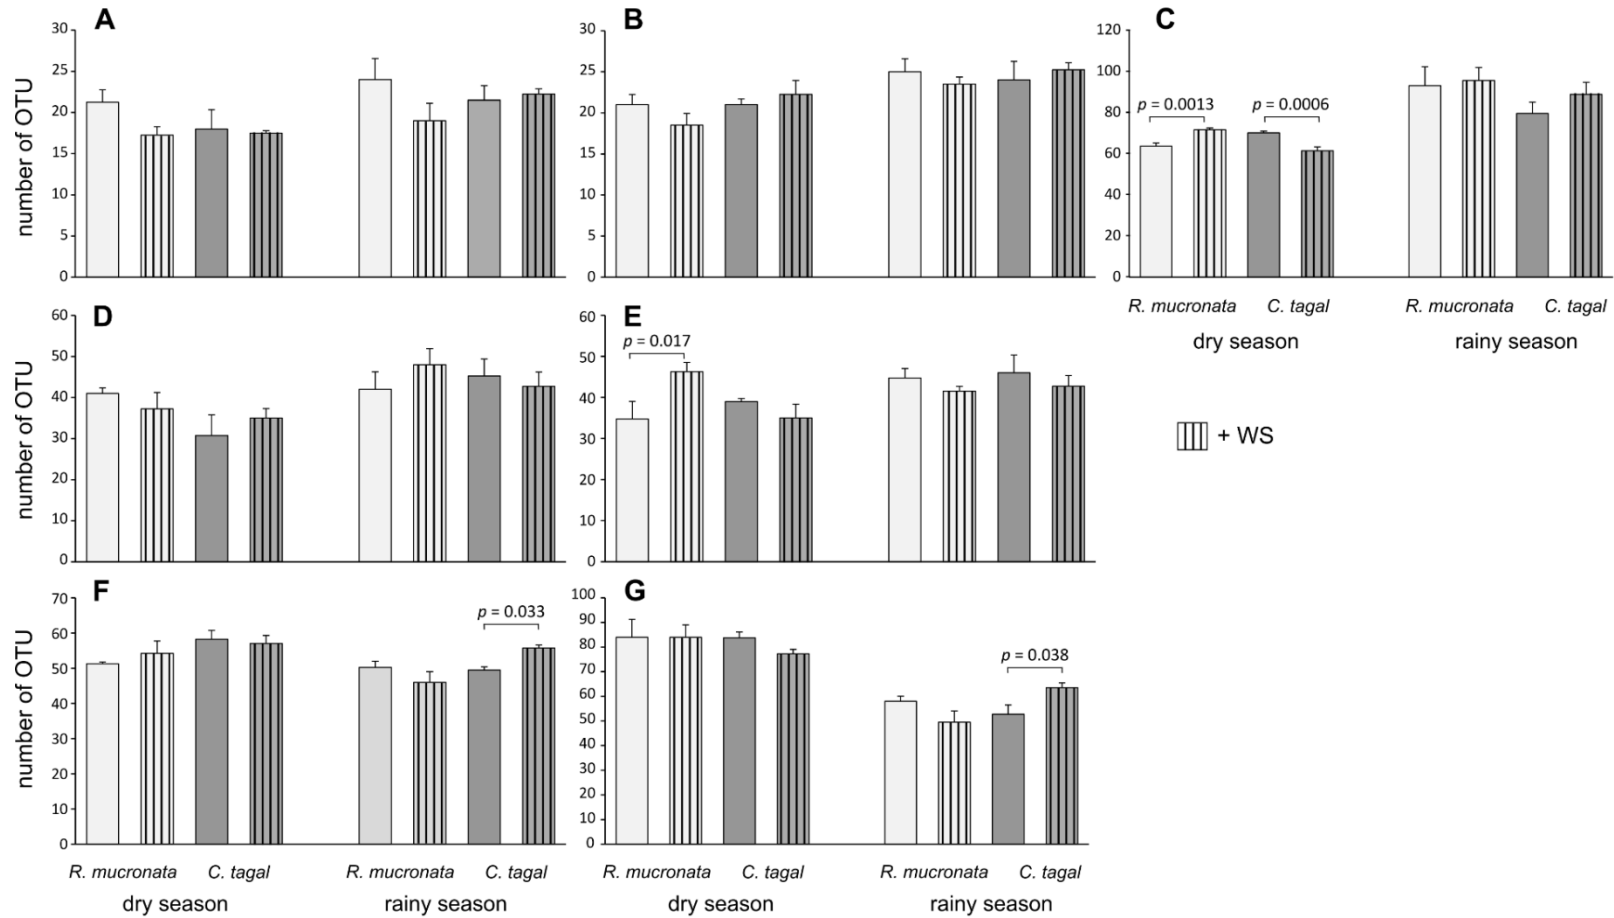 A
number of OTU
30
25
20
15
10
5
0
B
30
25
20
15
10
5
0
C
120
100
80
60
40
20
0
p = 0.0013
p = 0.0006
R. mucronata C. tagal R. mucronata C. tagal
dry season rainy season
D
number of OTU
60
50
40
30
20
10
0
E
60
50
40
30
20
10
0
p = 0.017
+ WS
F
number of OTU
70
60
50
40
30
20
10
0
p = 0.033
R. mucronata C. tagal R. mucronata C. tagal
dry season rainy season
G
100
90
80
70
60
50
40
30
20
10
0
p = 0.038
R. mucronata C. tagal R. mucronata C. tagal
dry season rainy season